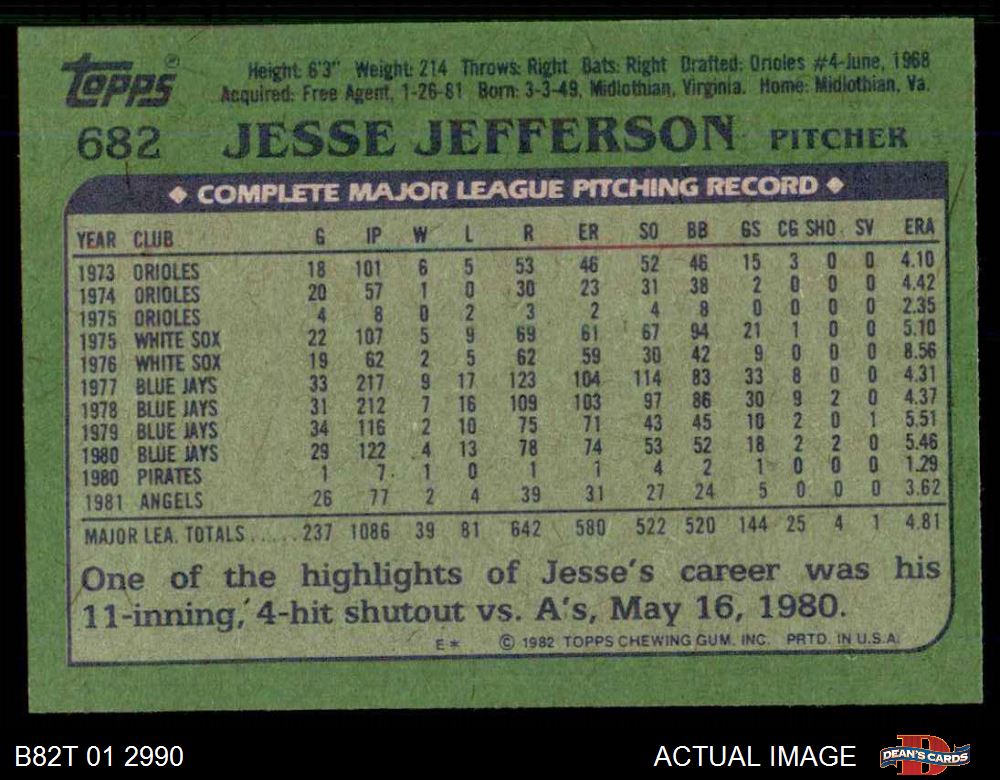 Topps®
Height: 6'3" Weight: 214 Throws: Right Bats: Right Drafted: Orioles #4-June, 1968
Acquired: Free Agent, 1-26-81 Born: 3-3-49, Midlothian, Virginia. Home: Midlothian, Va.
682 JESSE JEFFERSON PITCHER
◆ COMPLETE MAJOR LEAGUE PITCHING RECORD ◆
YEAR CLUB G IP W L R ER SO BB GS CG SHO SV ERA
1973 ORIOLES 18 101 6 5 53 46 52 46 15 3 0 0 4.10
1974 ORIOLES 20 57 1 0 30 23 31 38 2 0 0 0 4.42
1975 ORIOLES 4 8 0 2 3 2 4 8 0 0 0 0 2.35
1975 WHITE SOX 22 107 5 9 69 61 67 94 21 1 0 0 5.10
1976 WHITE SOX 19 62 2 5 62 59 30 42 9 0 0 0 8.56
1977 BLUE JAYS 33 217 9 17 123 104 114 83 33 8 0 0 4.31
1978 BLUE JAYS 31 212 7 16 109 103 97 86 30 9 2 0 4.37
1979 BLUE JAYS 34 116 2 10 75 71 43 45 10 2 0 1 5.51
1980 BLUE JAYS 29 122 4 13 78 74 53 52 18 2 2 0 5.46
1980 PIRATES 1 7 1 0 1 1 4 2 1 0 0 0 1.29
1981 ANGELS 26 77 2 4 39 31 27 24 5 0 0 0 3.62
MAJOR LEA. TOTALS ..... 237 1086 39 81 642 580 522 520 144 25 4 1 4.81
One of the highlights of Jesse's career was his
11-inning, 4-hit shutout vs. A's, May 16, 1980.
E* © 1982 TOPPS CHEWING GUM, INC. PRTD. IN U.S.A.
B82T 01 2990 ACTUAL IMAGE DEAN'S CARDS